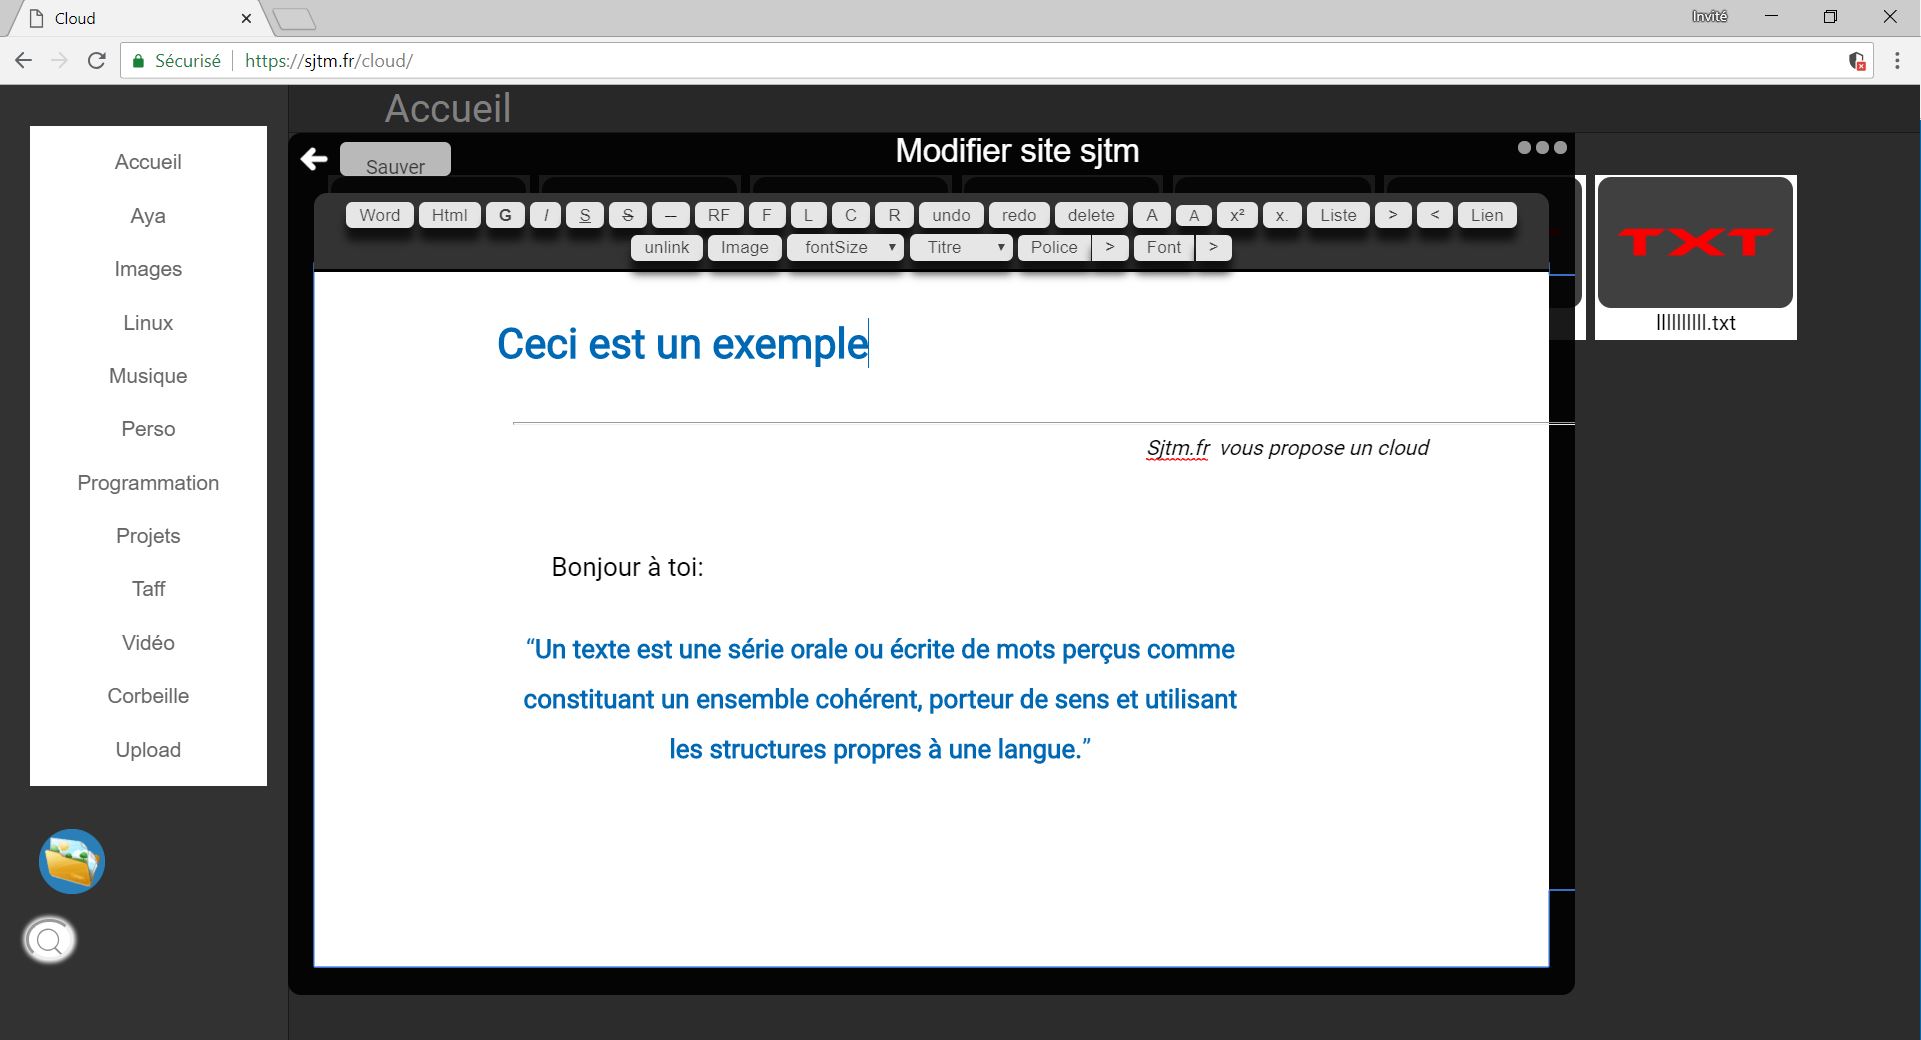 Cloud
Invité
Sécurisé https://sjtm.fr/cloud/
Accueil
Accueil
Aya
Images
Linux
Musique
Perso
Programmation
Projets
Taff
Vidéo
Corbeille
Upload
Sauver
Modifier site sjtm
Word Html G I S S — RF F L C R undo redo delete A A x² x. Liste > < Lien
unlink Image fontSize Titre Police > Font >
Ceci est un exemple
Sjtm.fr vous propose un cloud
Bonjour à toi:
“Un texte est une série orale ou écrite de mots perçus comme
constituant un ensemble cohérent, porteur de sens et utilisant
les structures propres à une langue.”
TXT
llllllllll.txt